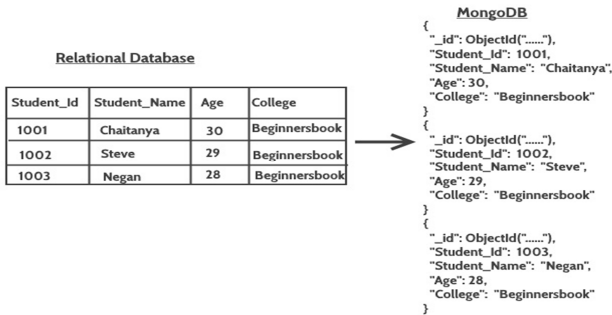 Relational Database
Student_Id Student_Name Age College
1001 Chaitanya 30 Beginnersbook
1002 Steve 29 Beginnersbook
1003 Negan 28 Beginnersbook
MongoDB
{
"_id": ObjectId("......"),
"Student_Id": 1001,
"Student_Name": "Chaitanya",
"Age": 30,
"College": "Beginnersbook"
}
{
"_id": ObjectId("......"),
"Student_Id": 1002,
"Student_Name": "Steve",
"Age": 29,
"College": "Beginnersbook"
}
{
"_id": ObjectId("......"),
"Student_Id": 1003,
"Student_Name": "Negan",
"Age": 28,
"College": "Beginnersbook"
}